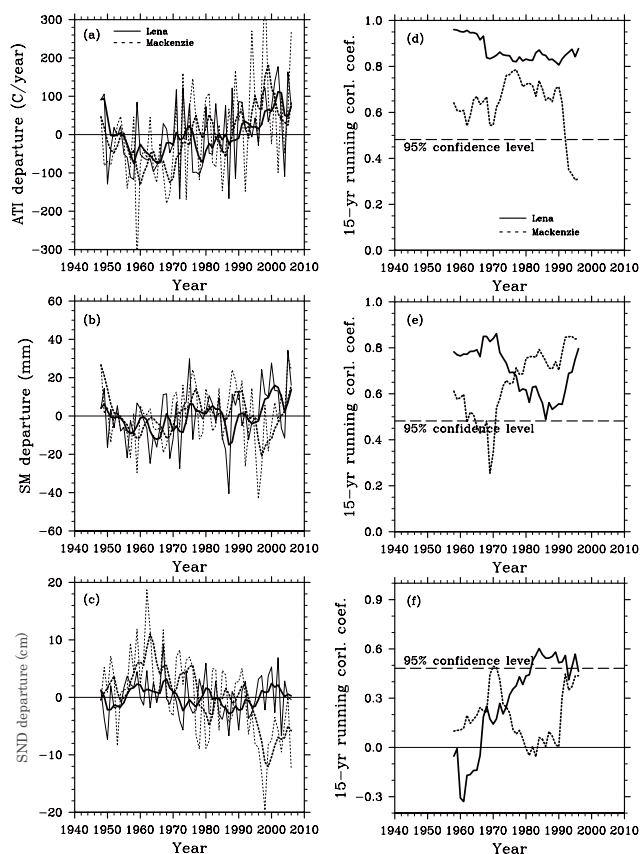 (a)
Lena
Mackenzie
ATI departure (C/year)
300
200
100
0
-100
-200
-300
1940 1950 1960 1970 1980 1990 2000 2010
Year
(d)
15-yr running corl. coef.
1.0
0.8
0.6
0.4
0.2
0.0
95% confidence level
Lena
Mackenzie
1940 1950 1960 1970 1980 1990 2000 2010
Year
(b)
SM departure (mm)
60
40
20
0
-20
-40
-60
1940 1950 1960 1970 1980 1990 2000 2010
Year
(e)
15-yr running corl. coef.
1.0
0.8
0.6
0.4
0.2
0.0
95% confidence level
1940 1950 1960 1970 1980 1990 2000 2010
Year
(c)
SND departure (cm)
20
10
0
-10
-20
1940 1950 1960 1970 1980 1990 2000 2010
Year
(f)
15-yr running corl. coef.
0.9
0.6
0.3
0.0
-0.3
95% confidence level
1940 1950 1960 1970 1980 1990 2000 2010
Year